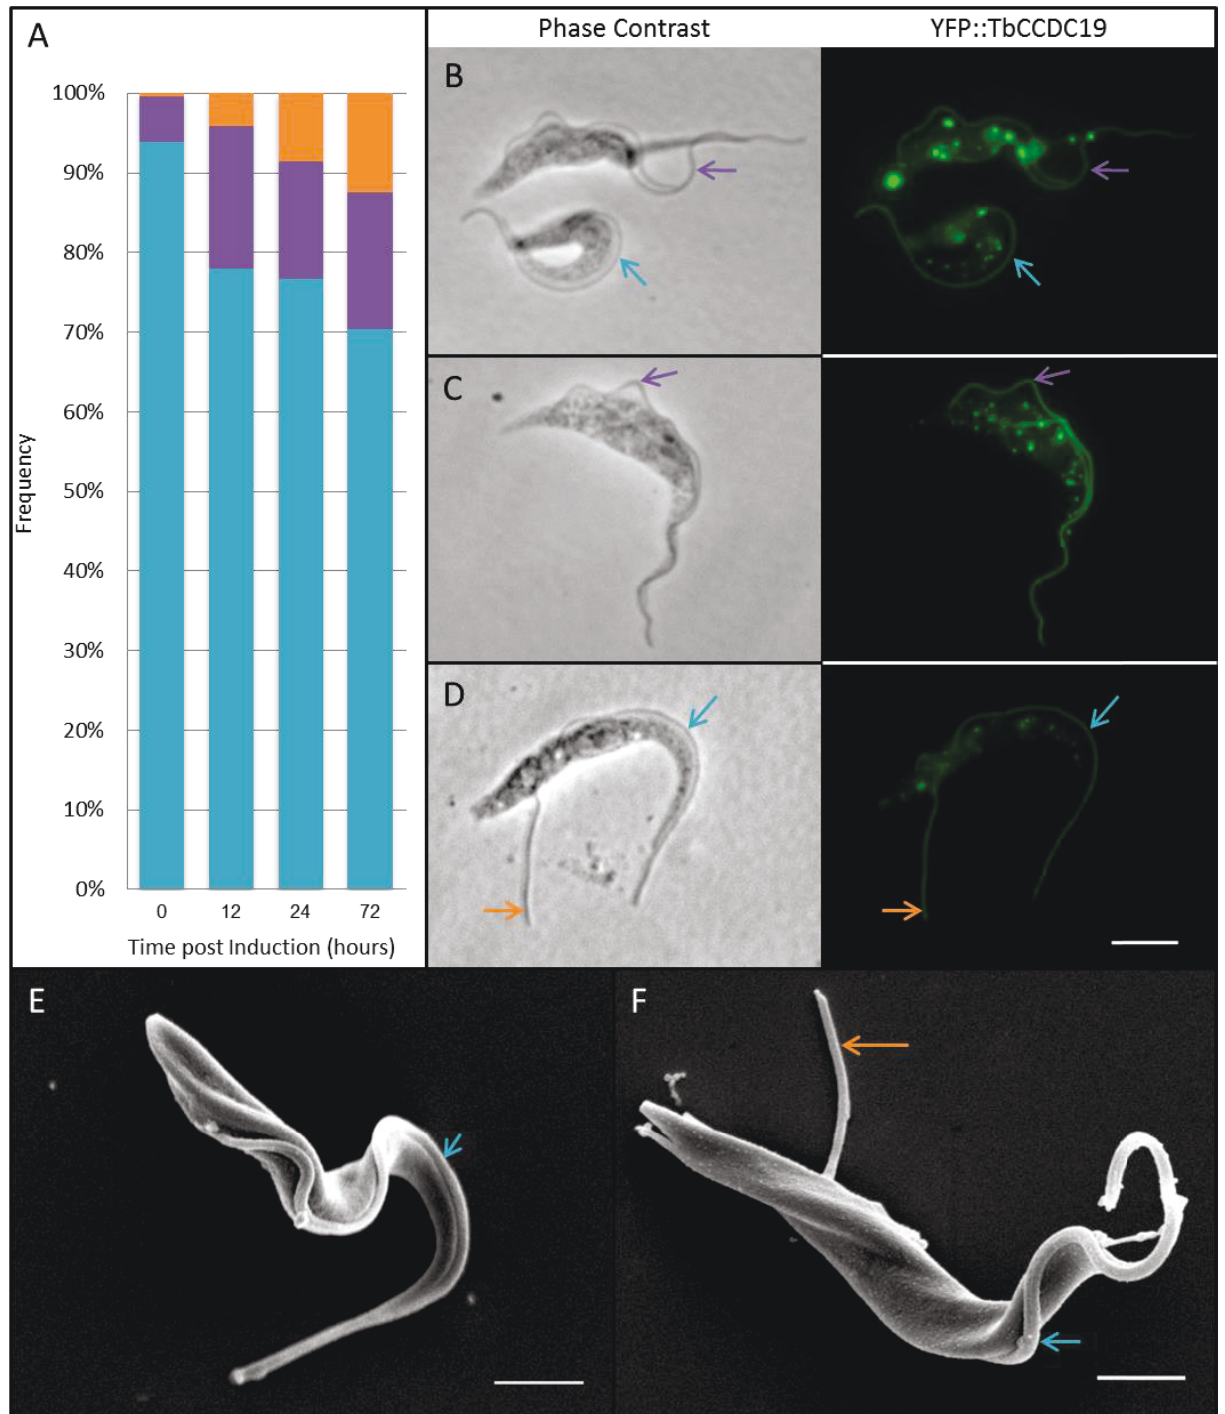 A
Frequency
100%
90%
80%
70%
60%
50%
40%
30%
20%
10%
0%
0 12 24 72
Time post Induction (hours)
Phase Contrast YFP::TbCCDC19
B
C
D
E
F